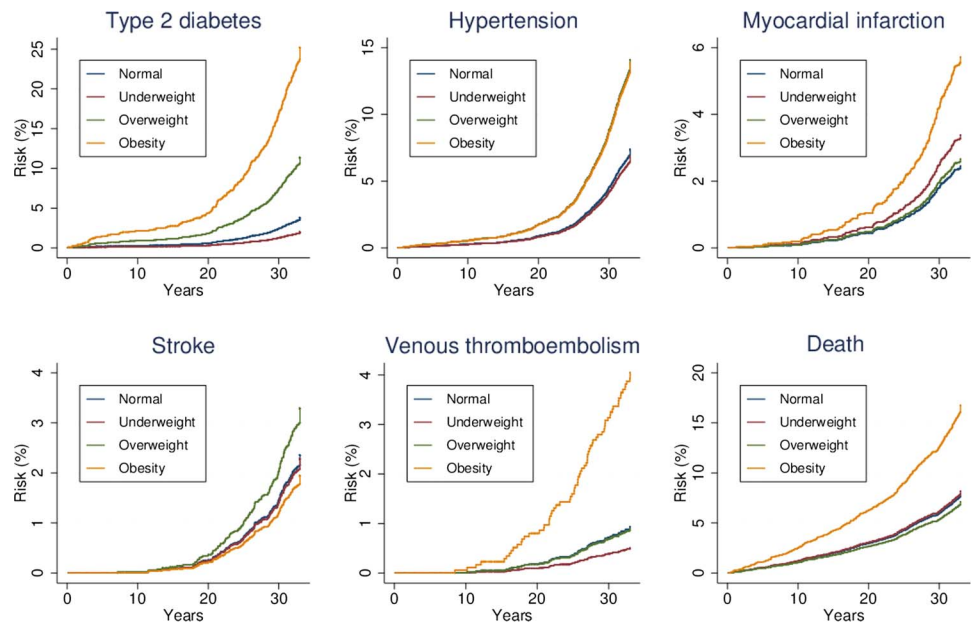 Type 2 diabetes
Risk (%)
25
20
15
10
5
0
Normal
Underweight
Overweight
Obesity
0 10 20 30
Years
Hypertension
Risk (%)
15
10
5
0
Normal
Underweight
Overweight
Obesity
0 10 20 30
Years
Myocardial infarction
Risk (%)
6
4
2
0
Normal
Underweight
Overweight
Obesity
0 10 20 30
Years
Stroke
Risk (%)
4
3
2
1
0
Normal
Underweight
Overweight
Obesity
0 10 20 30
Years
Venous thromboembolism
Risk (%)
4
3
2
1
0
Normal
Underweight
Overweight
Obesity
0 10 20 30
Years
Death
Risk (%)
20
15
10
5
0
Normal
Underweight
Overweight
Obesity
0 10 20 30
Years